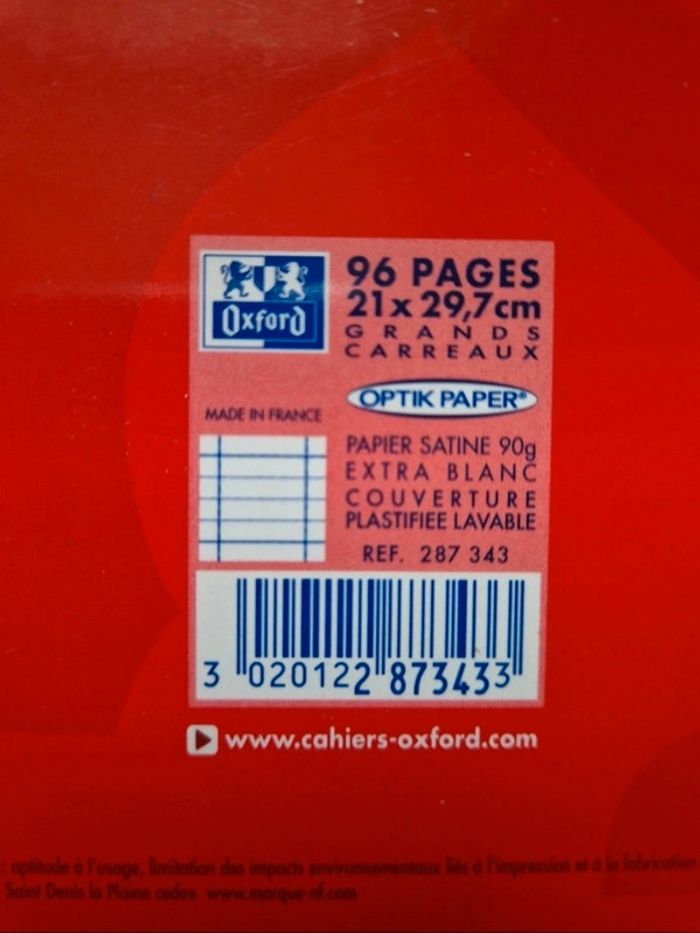 Oxford
96 PAGES
21 x 29,7 cm
GRANDS
CARREAUX
OPTIK PAPER®
MADE IN FRANCE
PAPIER SATINE 90g
EXTRA BLANC
COUVERTURE
PLASTIFIEE LAVABLE
REF. 287 343
3 020122 873433
www.cahiers-oxford.com
: aptitude à l'usage, limitation des impacts environnementaux liés à l'impression et à la fabrication
Saint Denis la Plaine cedex www.marque-nf.com